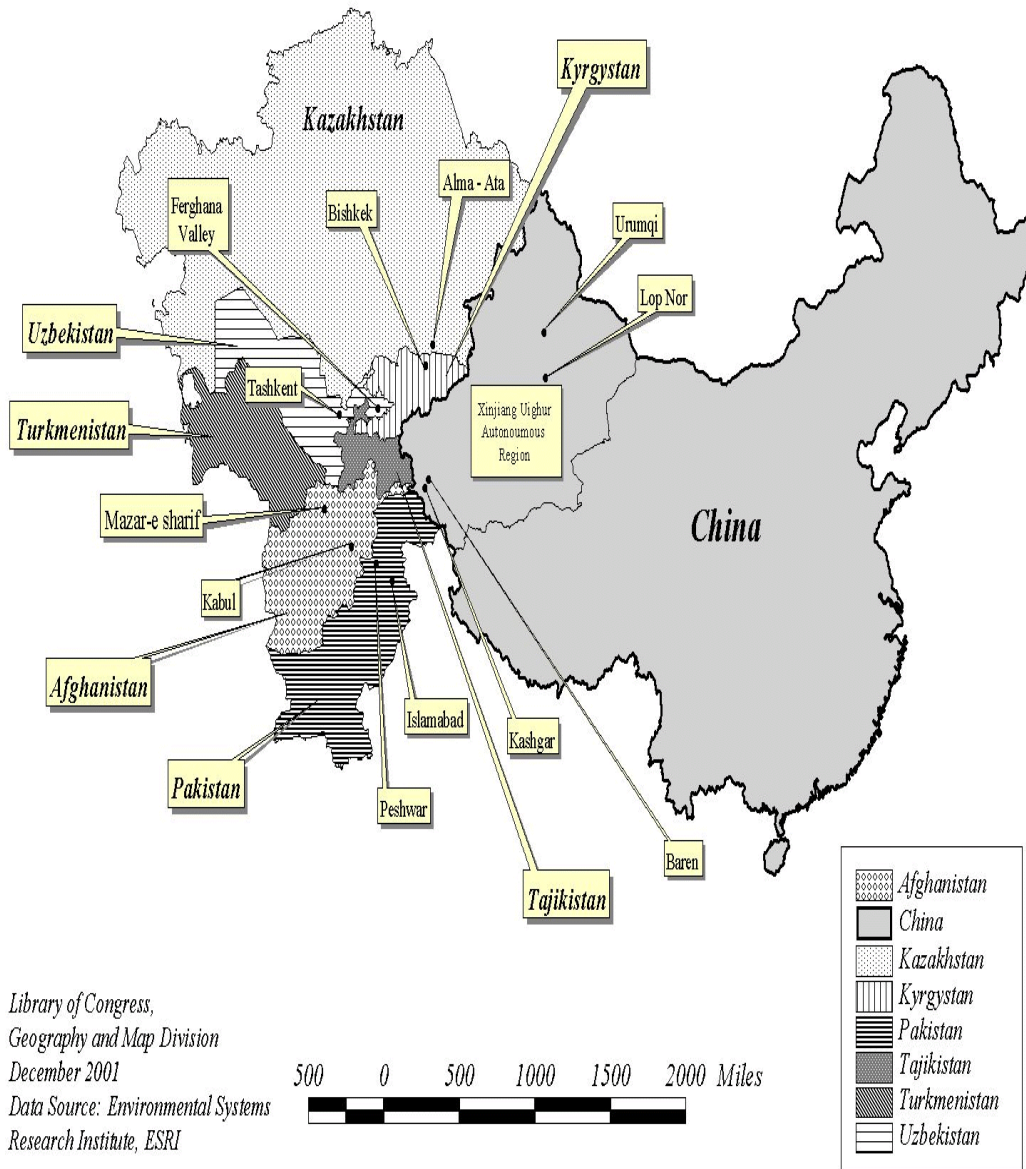 Kazakhstan
Kyrgystan
Alma - Ata
Ferghana
Valley
Bishkek
Urumqi
Lop Nor
Uzbekistan
Tashkent
Turkmenistan
Xinjiang Uighur
Autonoumous
Region
Mazar-e sharif
China
Kabul
Afghanistan
Islamabad
Kashgar
Pakistan
Peshwar
Baren
Tajikistan
Afghanistan
China
Kazakhstan
Kyrgystan
Pakistan
Tajikistan
Turkmenistan
Uzbekistan
Library of Congress,
Geography and Map Division
December 2001
Data Source: Environmental Systems
Research Institute, ESRI
500 0 500 1000 1500 2000 Miles